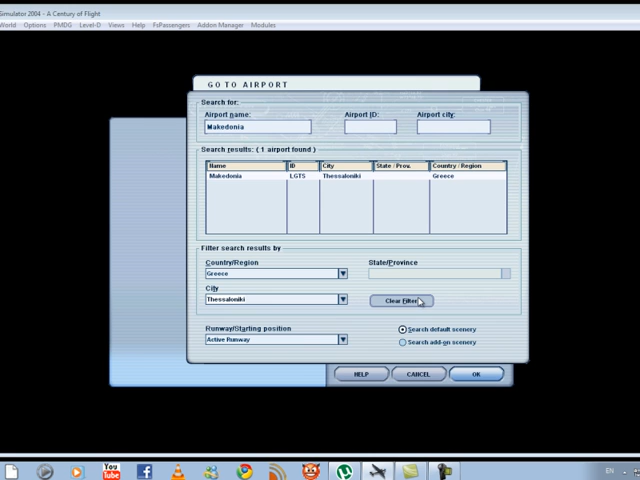 Simulator 2004 - A Century of Flight
World Options PMDG Level-D Views Help FsPassengers Addon Manager Modules
GO TO AIRPORT
Search for:
Airport name: Airport ID: Airport city:
Makedonia
Search results: ( 1 airport found )
Name ID City State / Prov. Country / Region
Makedonia LGTS Thessaloniki Greece
Filter search results by
Country/Region State/Province
Greece
City
Thessaloniki Clear Filter
Runway/Starting position Search default scenery
Active Runway Search add-on scenery
HELP CANCEL OK
You Tube f EN